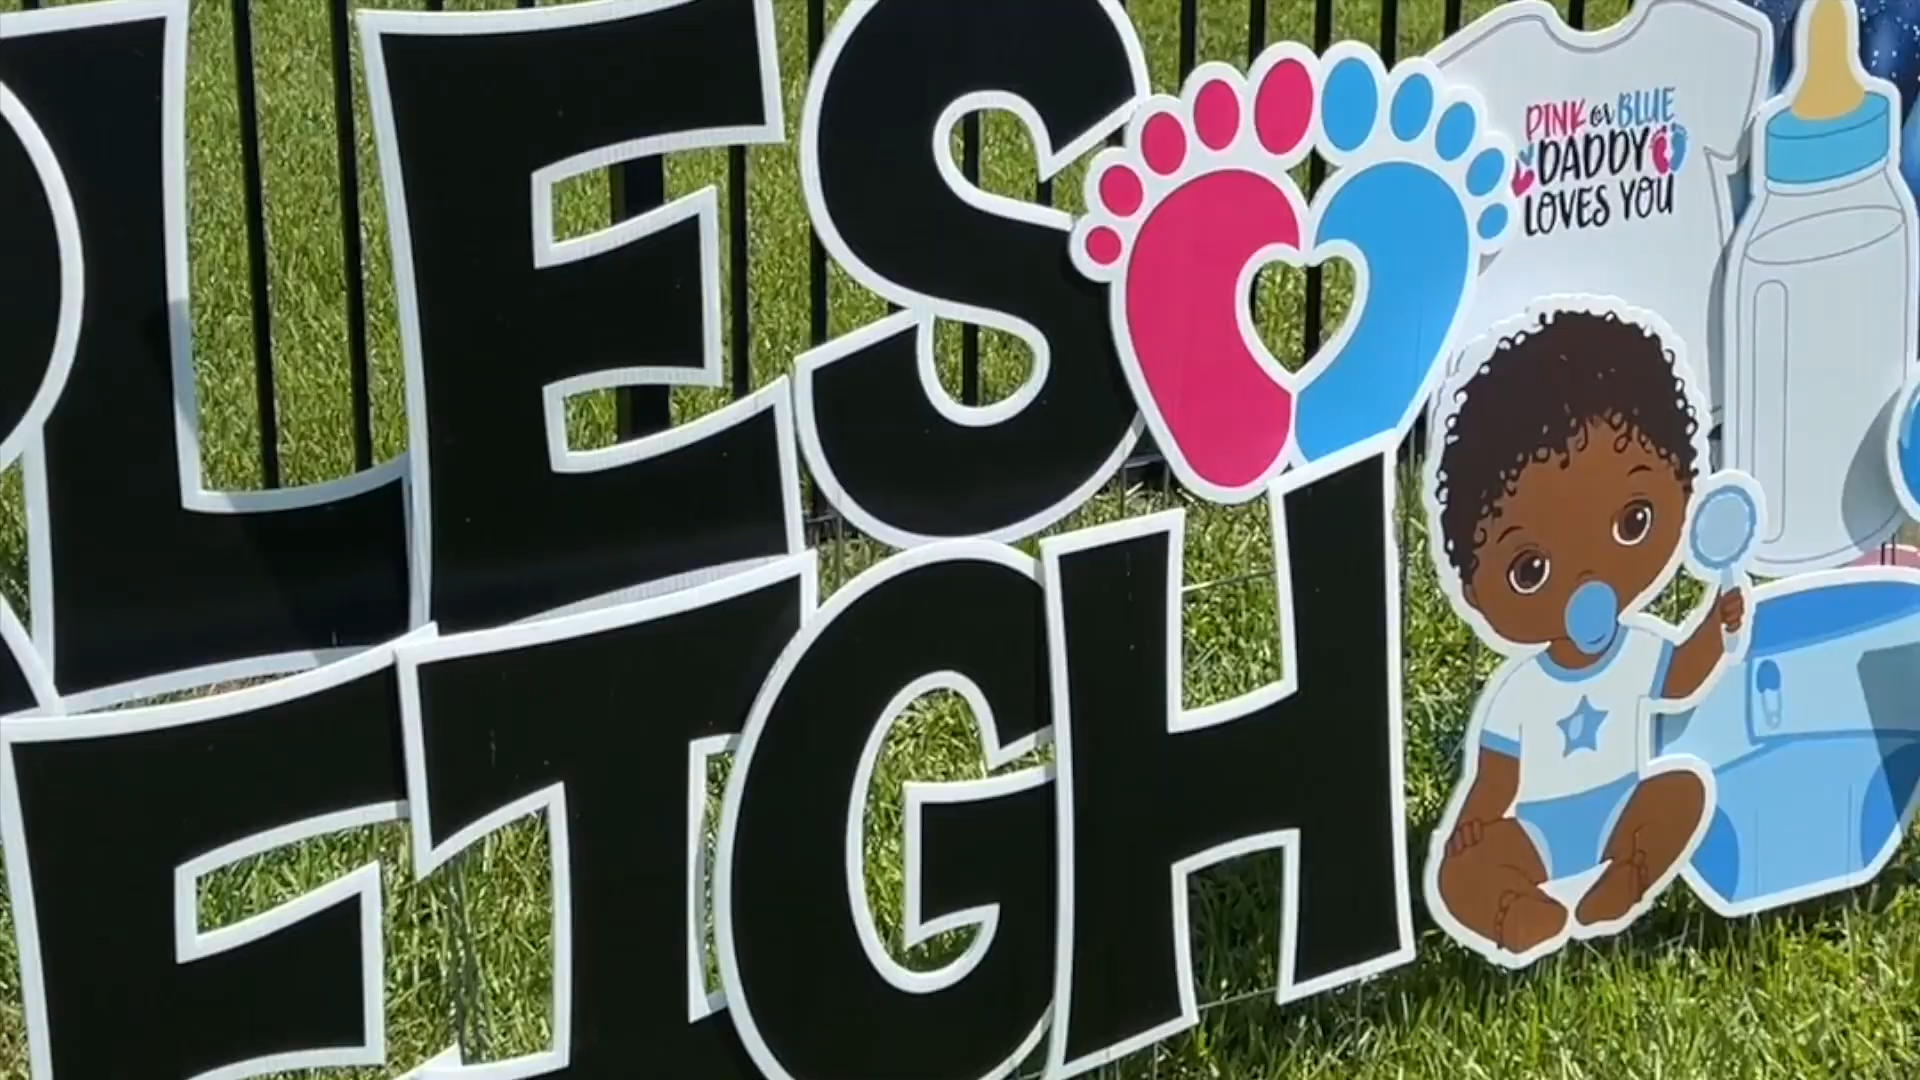 LES
EIGH
PINK or BLUE
DADDY
LOVES YOU